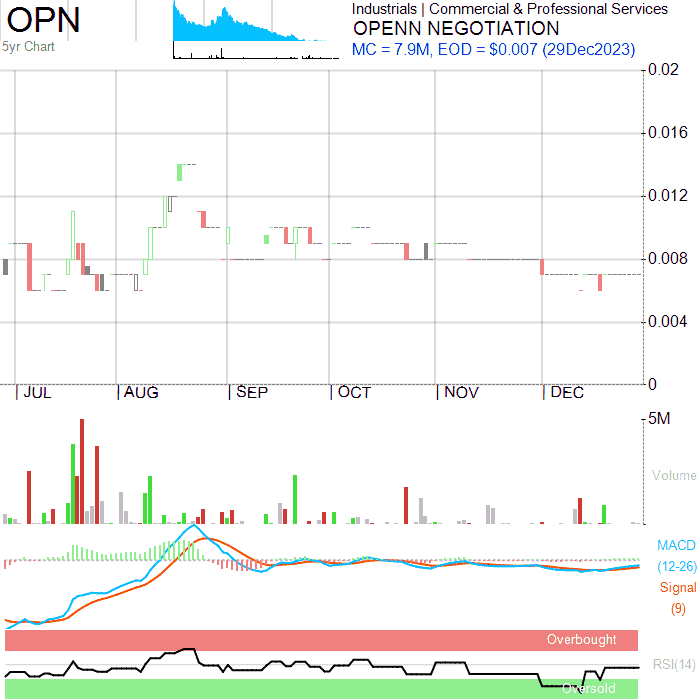 OPN
5yr Chart
Industrials | Commercial & Professional Services
OPENN NEGOTIATION
MC = 7.9M, EOD = $0.007 (29Dec2023)
0.02
0.016
0.012
0.008
0.004
0
JUL AUG SEP OCT NOV DEC
5M
Volume
MACD
(12-26)
Signal
(9)
Overbought
RSI(14)
Oversold